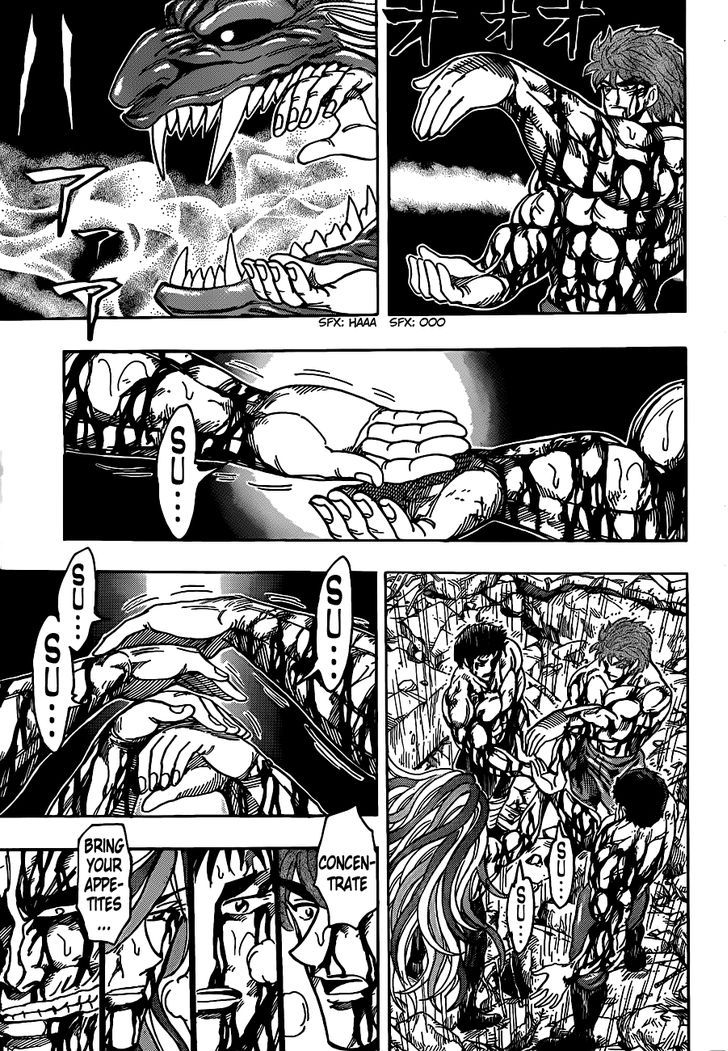 オオオ
ハアアア
SFX: OOO
SFX: HAAA
SU...
SU...
SU...
SU...
SU...
SU...
CONCEN-
TRATE
BRING
YOUR
APPE-
TITES
...